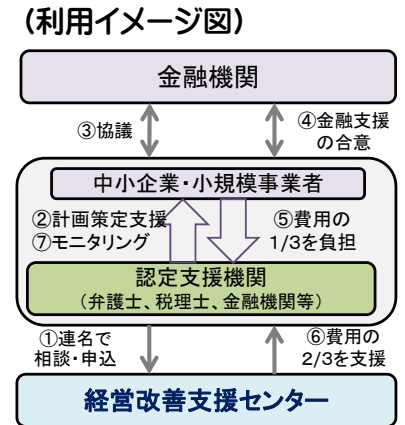 (利用イメージ図)
金融機関
③協議
④金融支援
の合意
中小企業・小規模事業者
②計画策定支援
⑦モニタリング
⑤費用の
1/3を負担
認定支援機関
(弁護士、税理士、金融機関等)
①連名で
相談・申込
⑥費用の
2/3を支援
経営改善支援センター